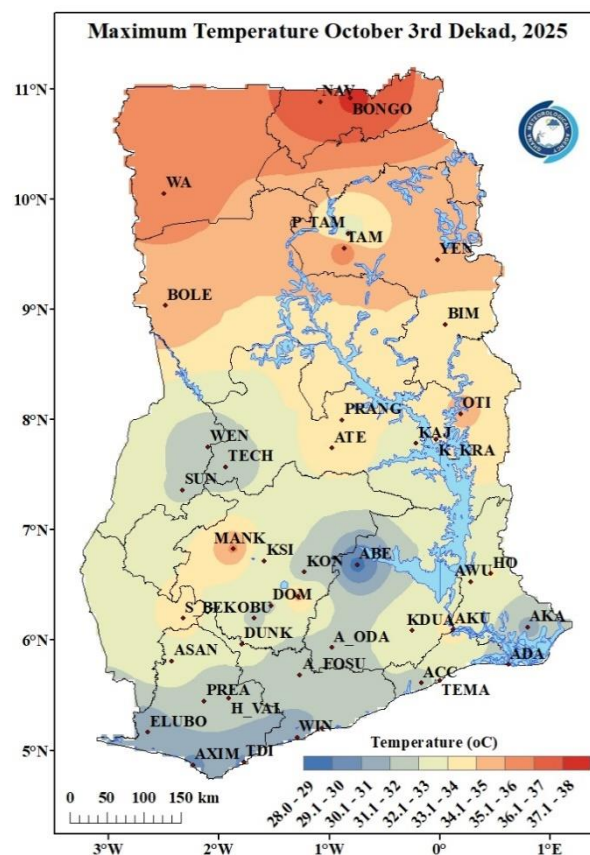 Maximum Temperature October 3rd Dekad, 2025
11°N
NAV
BONGO
10°N
WA
P_TAM
TAM
YEN
9°N
BOLE
BIM
8°N
OTI
PRANG
WEN
KAJ
ATE
K_KRA
TECH
SUN
7°N
MANK
KSI
ABE
HO
KON
AWU
DOM
S_BEK
OBU
AKU
AKA
6°N
KDUA
DUNK
A_ODA
ASAN
ADA
A_FOSU
ACC
TEMA
PREA
H_VAL
ELUBO
WIN
5°N
AXIM
TDI
Temperature (oC)
28.0 - 29
29.1 - 30
30.1 - 31
31.1 - 32
32.1 - 33
33.1 - 34
34.1 - 35
35.1 - 36
36.1 - 37
37.1 - 38
0 50 100 150 km
3°W 2°W 1°W 0° 1°E